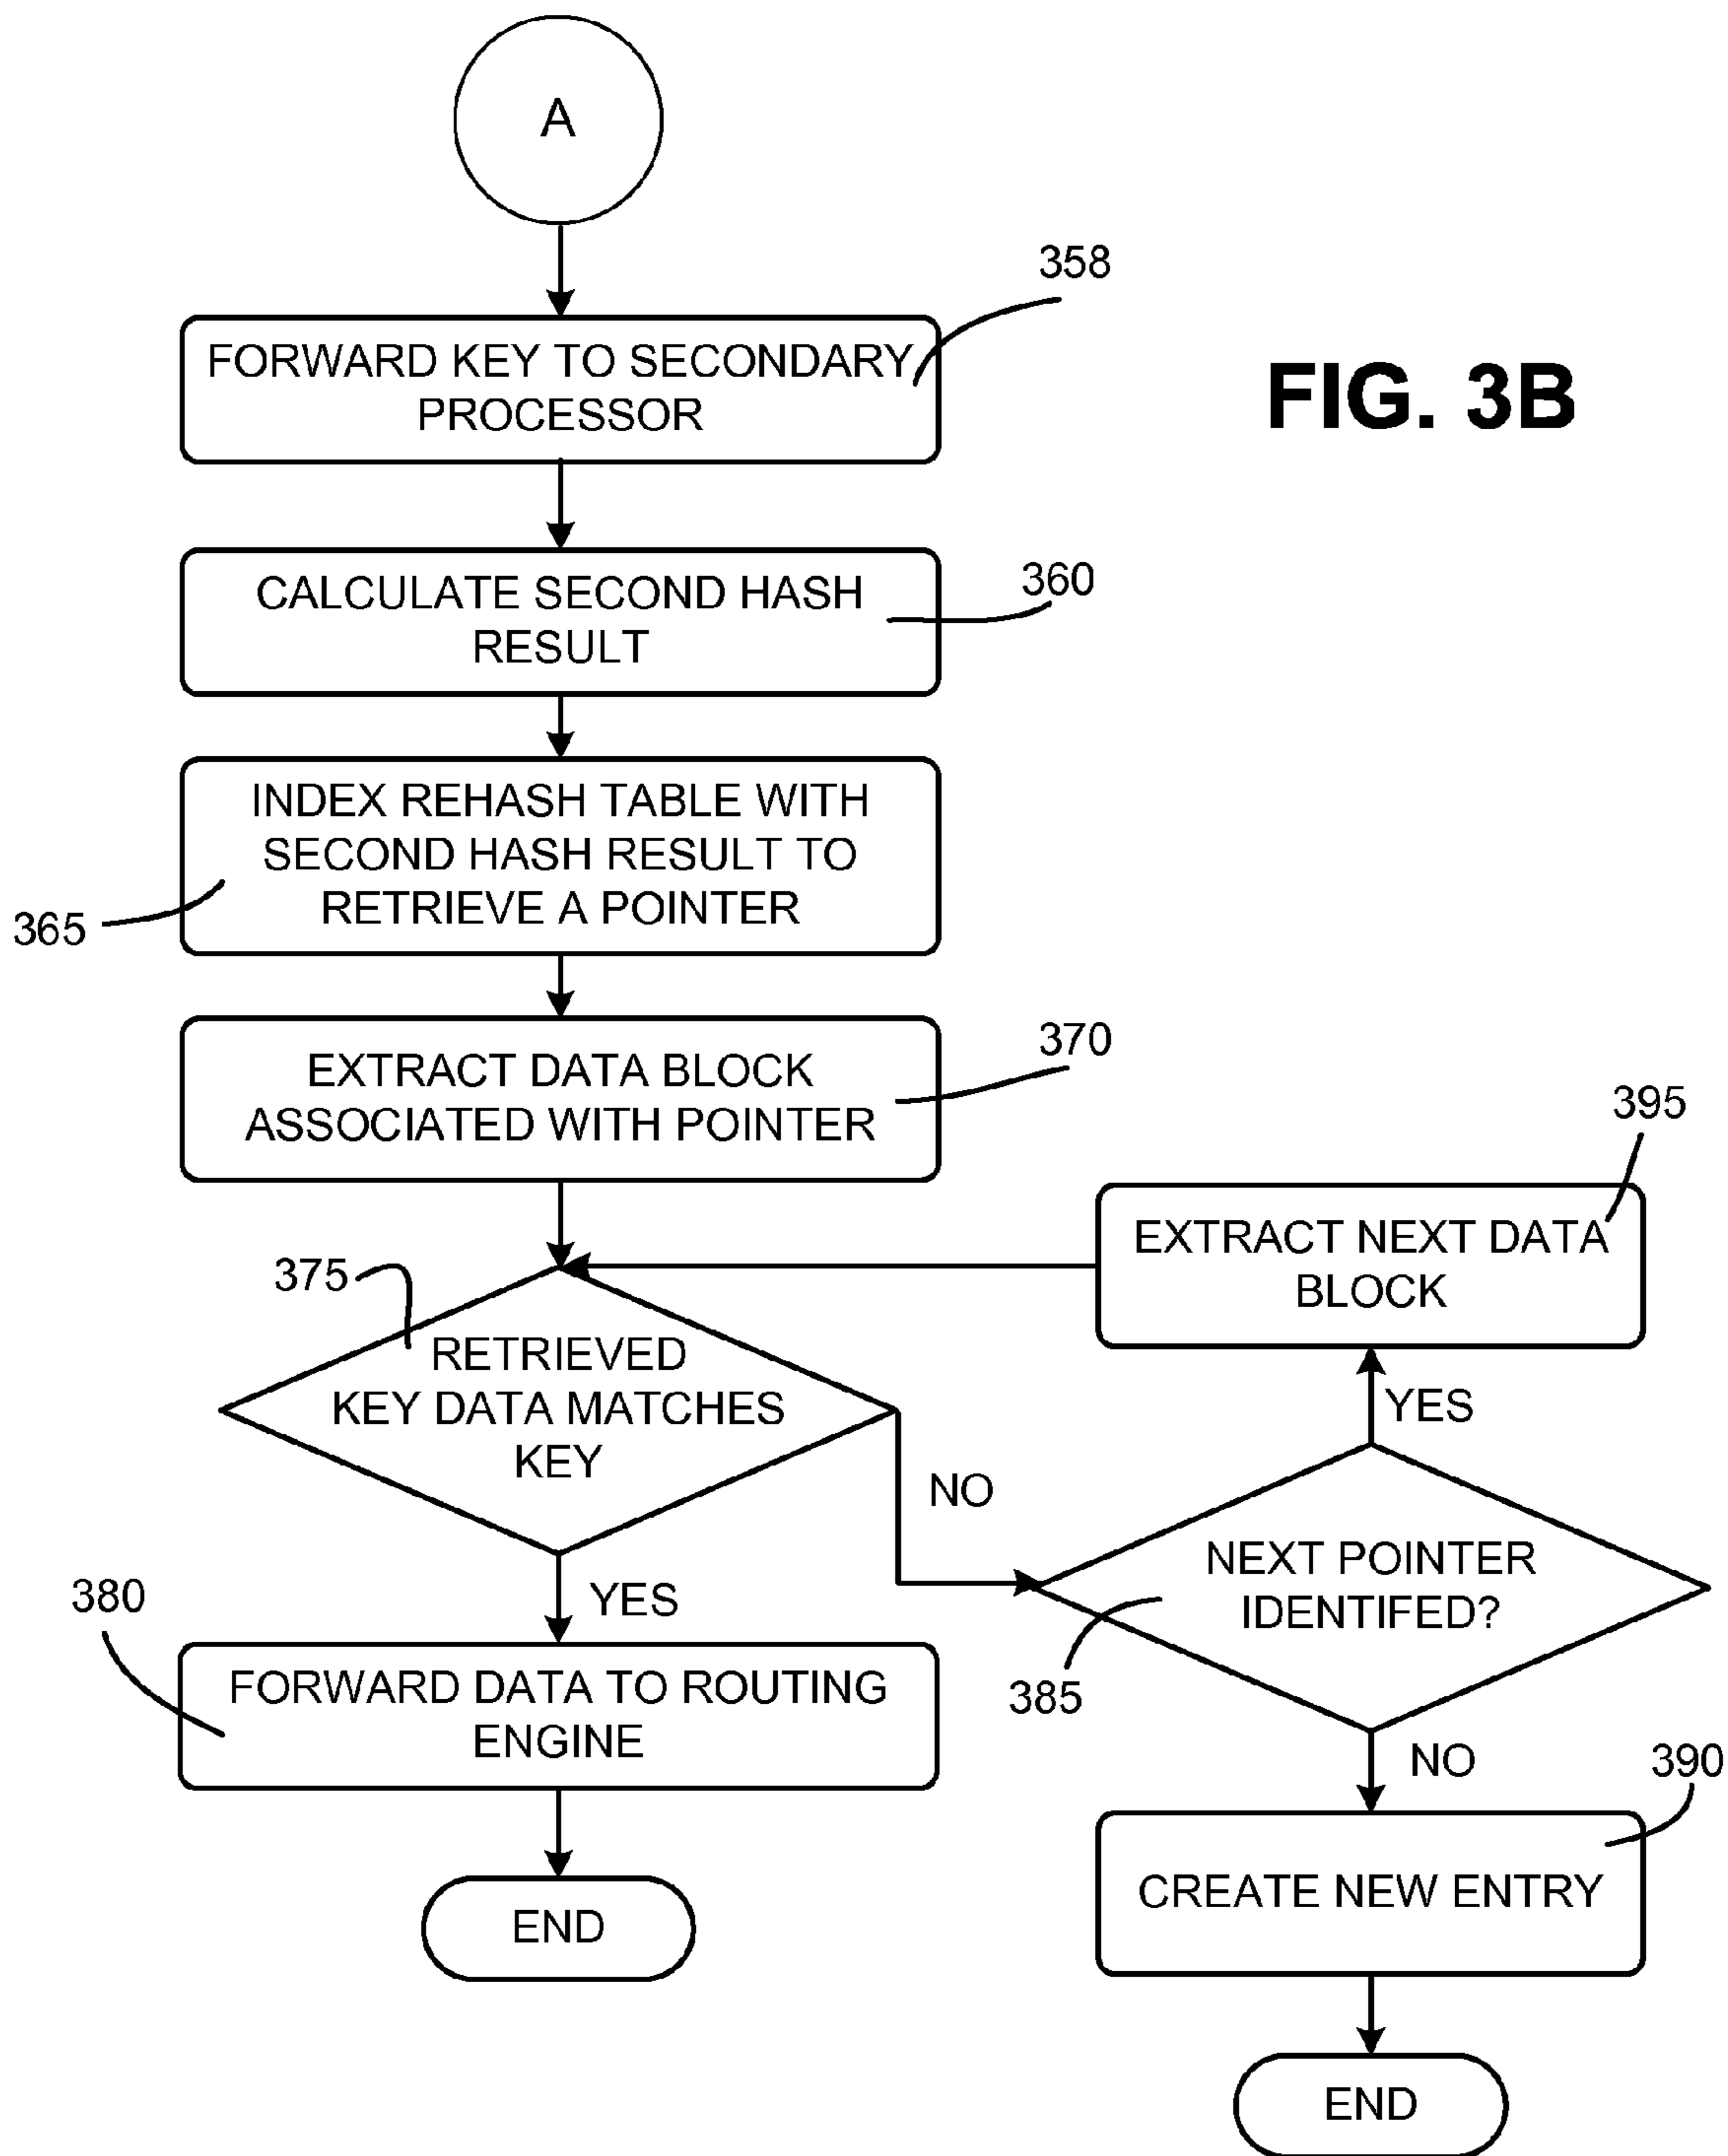 A
358
FORWARD KEY TO SECONDARY
PROCESSOR
FIG. 3B
360
CALCULATE SECOND HASH
RESULT
INDEX REHASH TABLE WITH
SECOND HASH RESULT TO
RETRIEVE A POINTER
365
370
EXTRACT DATA BLOCK
ASSOCIATED WITH POINTER
395
EXTRACT NEXT DATA
BLOCK
375
RETRIEVED
KEY DATA MATCHES
KEY
YES
NO
NEXT POINTER
IDENTIFED?
385
380
YES
FORWARD DATA TO ROUTING
ENGINE
NO
390
CREATE NEW ENTRY
END
END